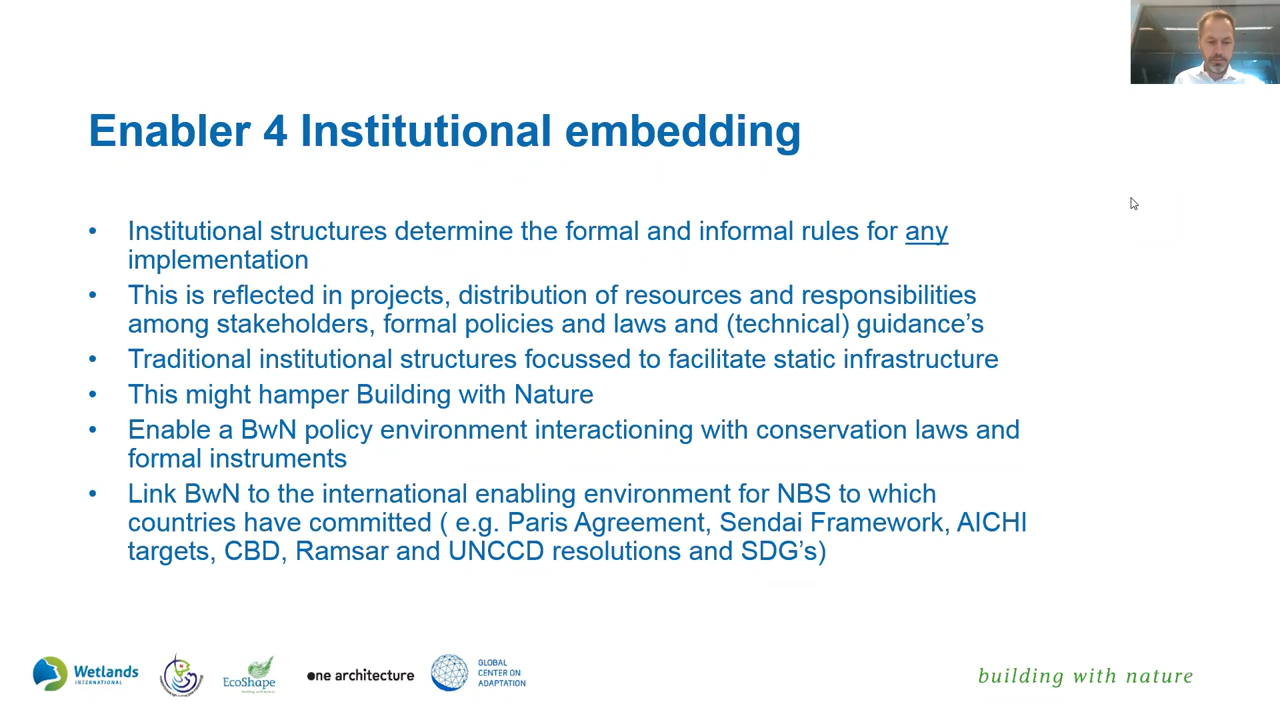 Enabler 4 Institutional embedding
• Institutional structures determine the formal and informal rules for any
implementation
• This is reflected in projects, distribution of resources and responsibilities
among stakeholders, formal policies and laws and (technical) guidance’s
• Traditional institutional structures focussed to facilitate static infrastructure
• This might hamper Building with Nature
• Enable a BwN policy environment interactioning with conservation laws and
formal instruments
• Link BwN to the international enabling environment for NBS to which
countries have committed ( e.g. Paris Agreement, Sendai Framework, AICHI
targets, CBD, Ramsar and UNCCD resolutions and SDG’s)
Wetlands
INTERNATIONAL
EcoShape
one architecture
GLOBAL
CENTER ON
ADAPTATION
building with nature